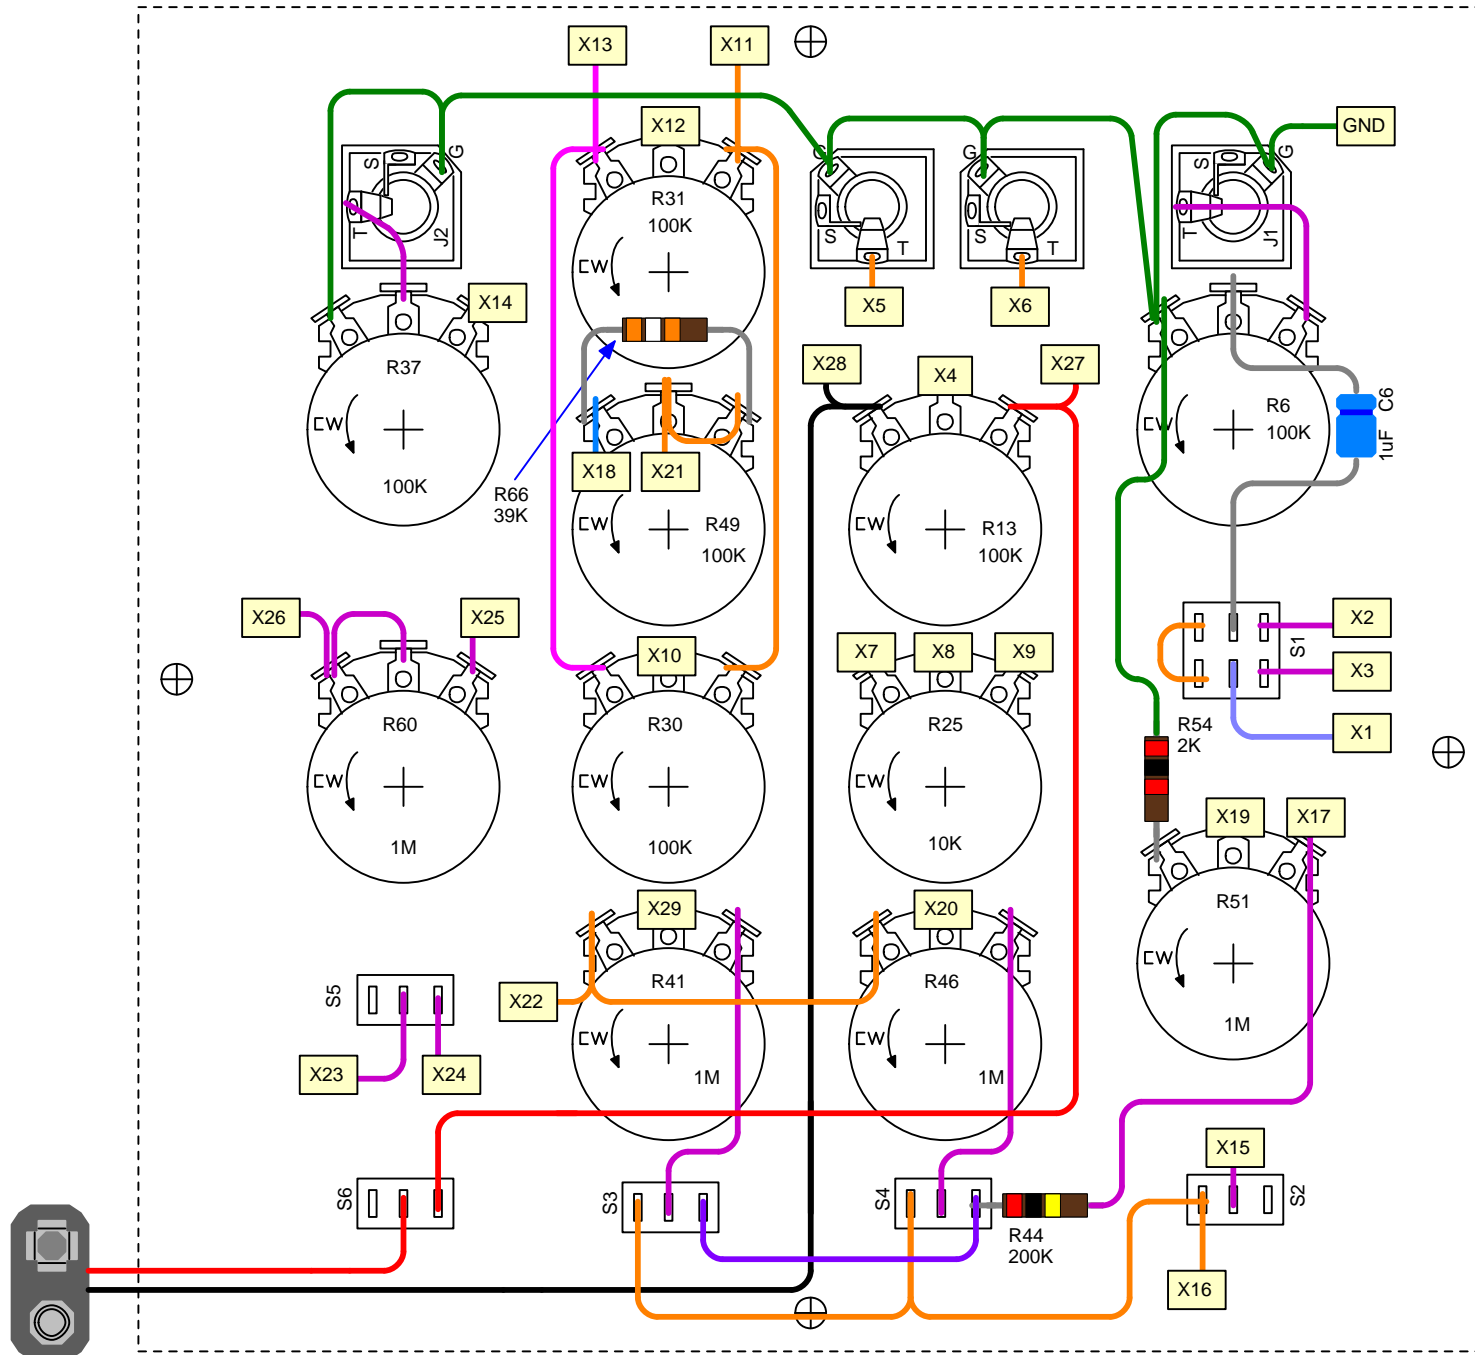 X13
X11
X12
GND
S
G
T
J2
R31
100K
CW
G
S
T
X5
G
S
T
X6
S
G
T
J1
X14
R37
CW
100K
R66
39K
X18
X21
CW
R49
100K
X28
X4
X27
CW
R13
100K
CW
R6
100K
C6
1uF
X26
X25
X10
X7
X8
X9
S1
X2
X3
X1
R60
CW
1M
R30
CW
100K
R25
CW
10K
R54
2K
X19
X17
R51
CW
1M
X29
R41
CW
1M
X20
R46
CW
1M
X22
S5
X23
X24
S6
S3
S4
R44
200K
X15
S2
X16